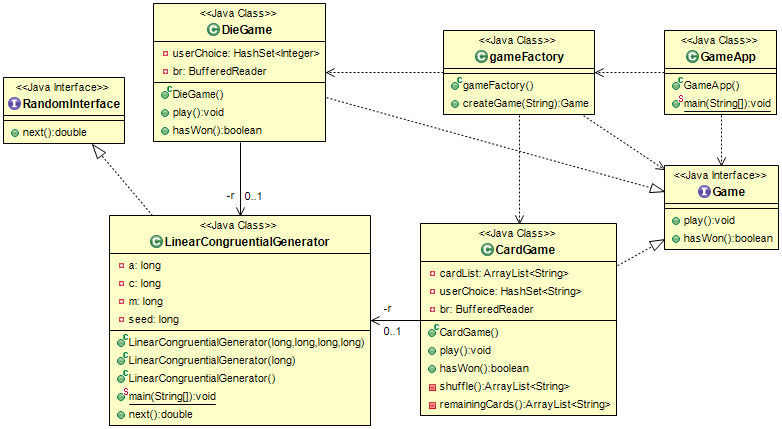 <<Java Class>>
DieGame
userChoice: HashSet<Integer>
br: BufferedReader
DieGame()
play():void
hasWon():boolean
<<Java Class>>
gameFactory
gameFactory()
createGame(String):Game
<<Java Class>>
GameApp
GameApp()
main(String[]):void
<<Java Interface>>
RandomInterface
next():double
<<Java Interface>>
Game
play():void
hasWon():boolean
-r
0..1
<<Java Class>>
LinearCongruentialGenerator
a: long
c: long
m: long
seed: long
LinearCongruentialGenerator(long,long,long,long)
LinearCongruentialGenerator(long)
LinearCongruentialGenerator()
main(String[]):void
next():double
-r
0..1
<<Java Class>>
CardGame
cardList: ArrayList<String>
userChoice: HashSet<String>
br: BufferedReader
CardGame()
play():void
hasWon():boolean
shuffle():ArrayList<String>
remainingCards():ArrayList<String>